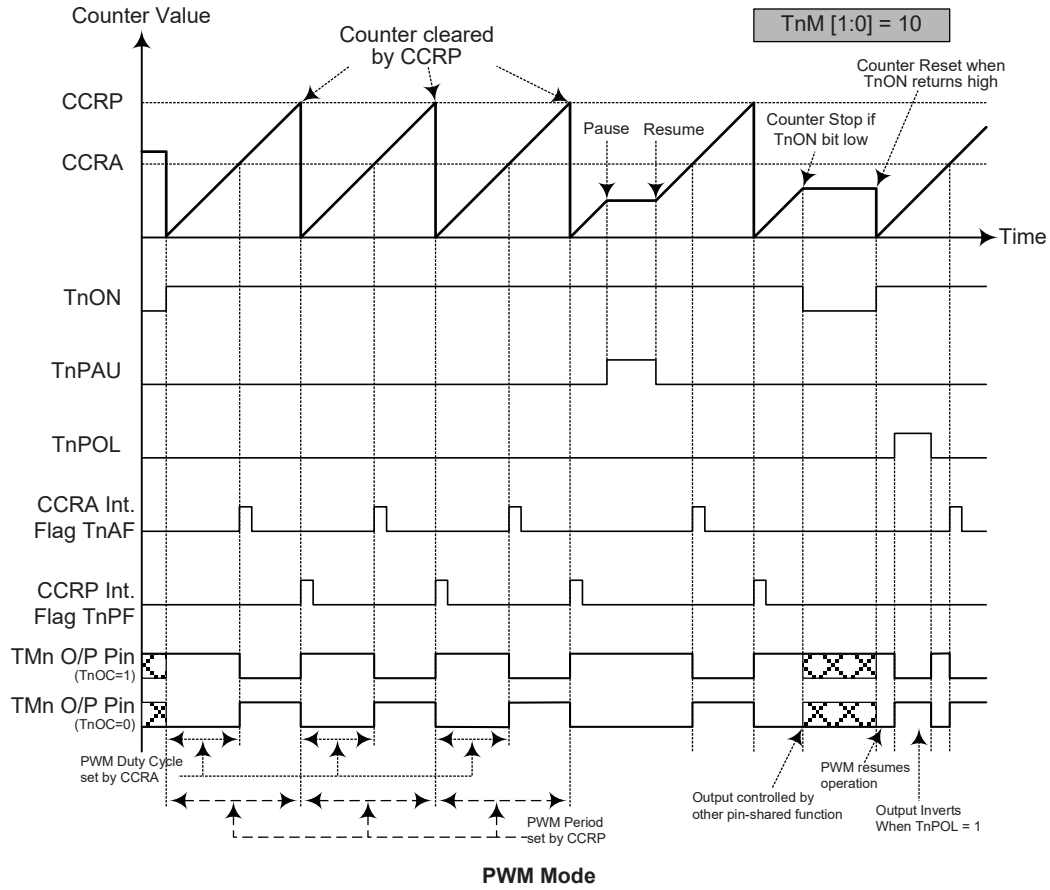 Counter Value
TnM [1:0] = 10
Counter cleared
by CCRP
Counter Reset when
TnON returns high
CCRP
Counter Stop if
TnON bit low
Pause
Resume
CCRA
Time
TnON
TnPAU
TnPOL
CCRA Int.
Flag TnAF
CCRP Int.
Flag TnPF
TMn O/P Pin
(TnOC=1)
TMn O/P Pin
(TnOC=0)
PWM Duty Cycle
set by CCRA
PWM resumes
operation
Output controlled by
other pin-shared function
Output Inverts
When TnPOL = 1
PWM Period
set by CCRP
PWM Mode